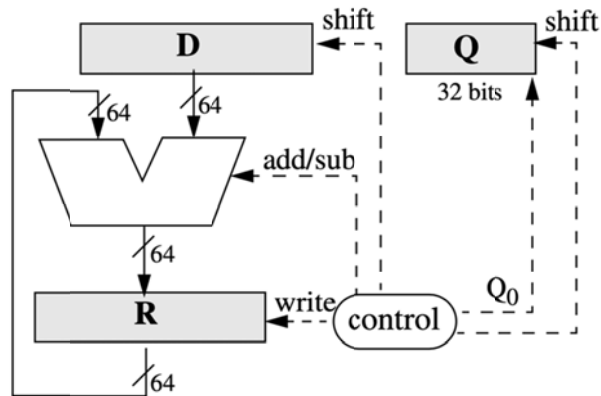 shift
shift
D
Q
32 bits
64
64
add/sub
64
R
write
control
Q0
64